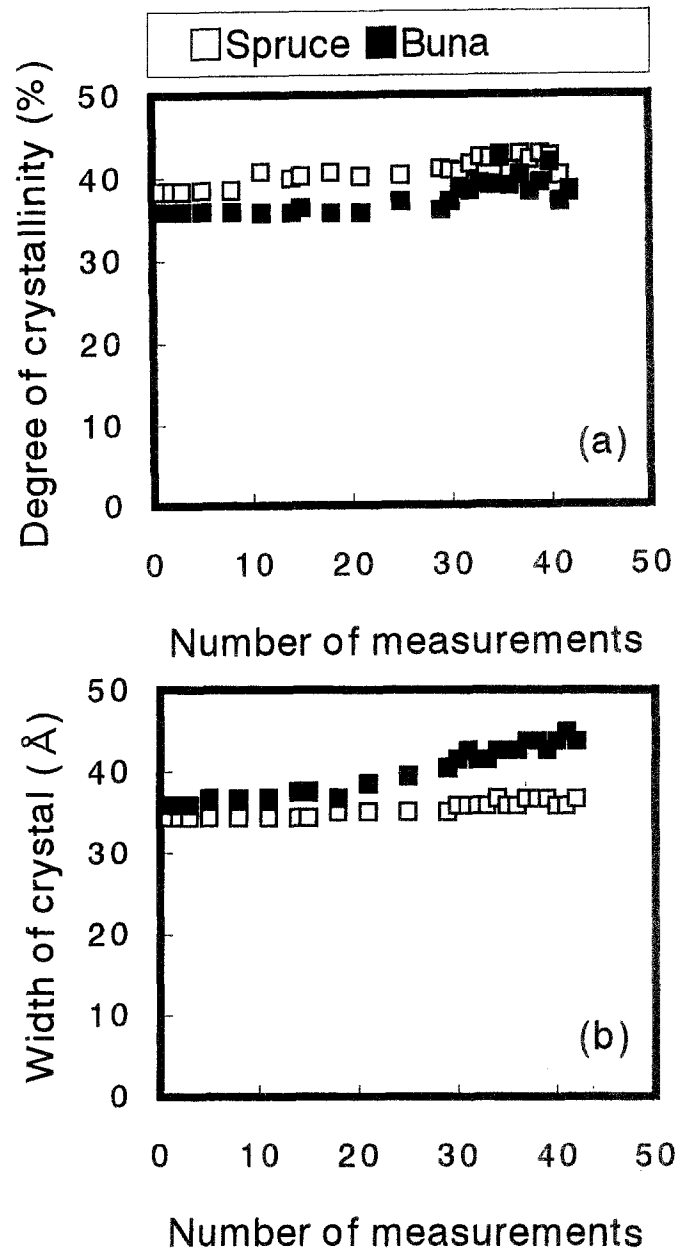 □Spruce ■Buna
Degree of crystallinity (%)
50
40
30
20
10
0
(a)
0 10 20 30 40 50
Number of measurements
Width of crystal (Å)
50
40
30
20
10
0
(b)
0 10 20 30 40 50
Number of measurements